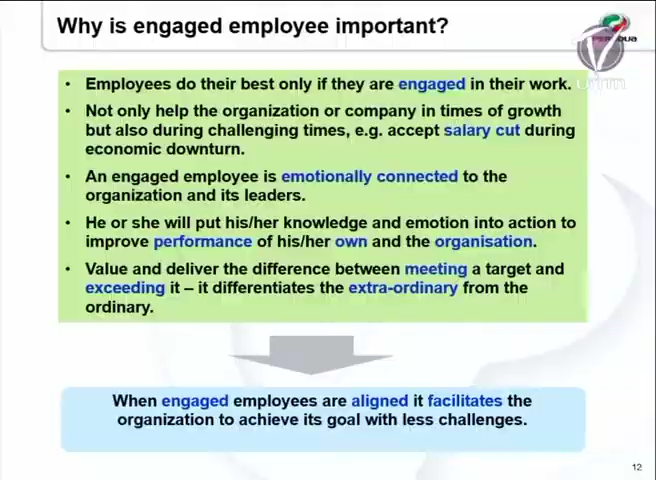 Why is engaged employee important?
• Employees do their best only if they are engaged in their work.
• Not only help the organization or company in times of growth
but also during challenging times, e.g. accept salary cut during
economic downturn.
• An engaged employee is emotionally connected to the
organization and its leaders.
• He or she will put his/her knowledge and emotion into action to
improve performance of his/her own and the organisation.
• Value and deliver the difference between meeting a target and
exceeding it – it differentiates the extra-ordinary from the
ordinary.
When engaged employees are aligned it facilitates the
organization to achieve its goal with less challenges.
12